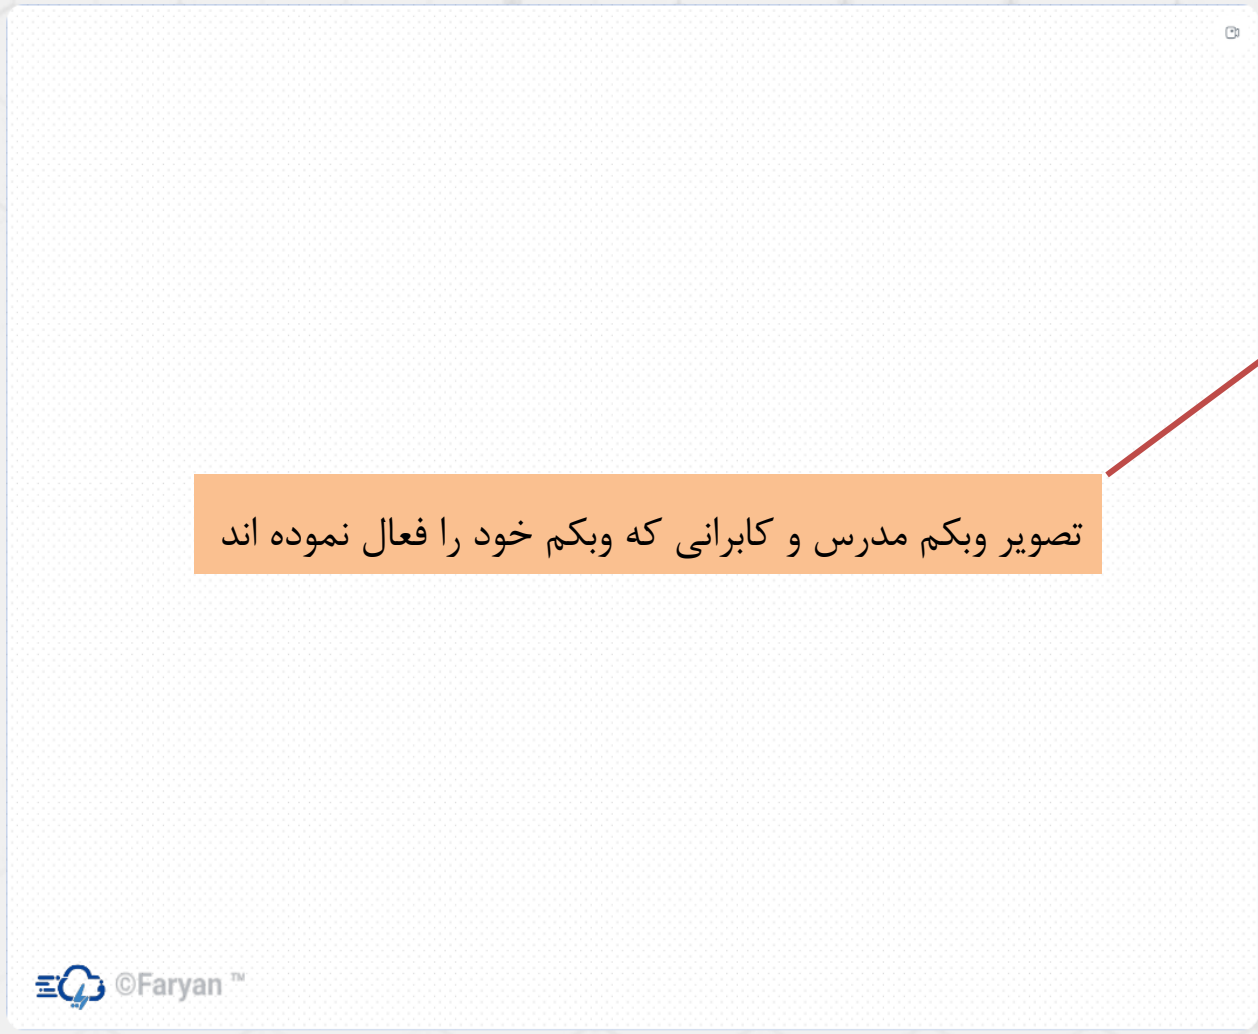 تصویر وبکم مدرس و کابرانی که وبکم خود را فعال نموده اند
©Faryan ™